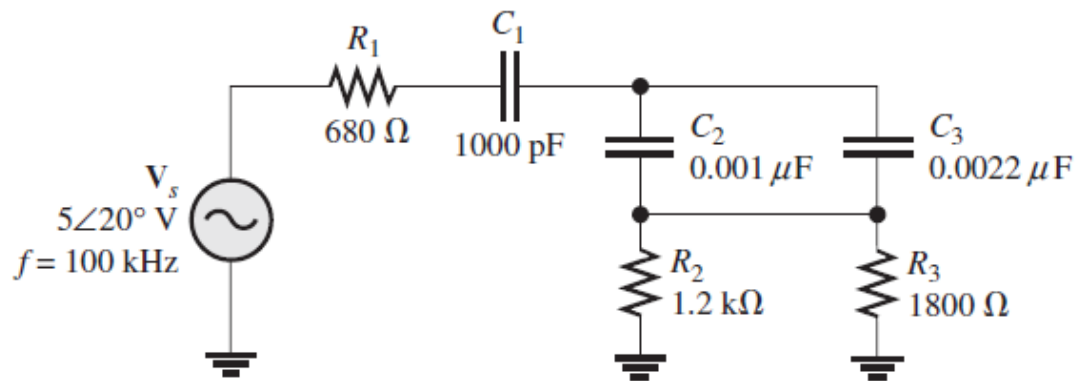 R₁
680 Ω
C₁
1000 pF
C₂
0.001 μF
C₃
0.0022 μF
Vₛ
5∠20° V
f = 100 kHz
R₂
1.2 kΩ
R₃
1800 Ω